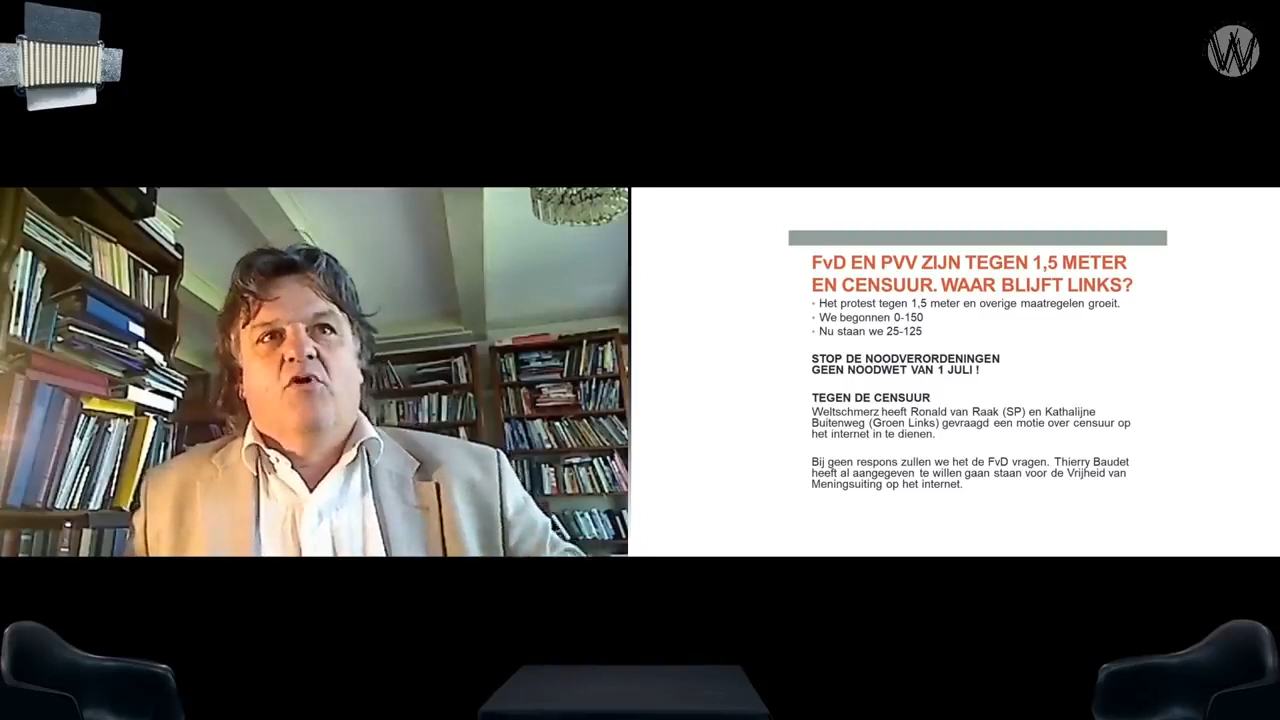 FvD EN PVV ZIJN TEGEN 1,5 METER
EN CENSUUR. WAAR BLIJFT LINKS?
• Het protest tegen 1,5 meter en overige maatregelen groeit.
• We begonnen 0-150
• Nu staan we 25-125
STOP DE NOODVERORDENINGEN
GEEN NOODWET VAN 1 JULI !
TEGEN DE CENSUUR
Weltschmerz heeft Ronald van Raak (SP) en Kathalijne
Buitenweg (Groen Links) gevraagd een motie over censuur op
het internet in te dienen.
Bij geen respons zullen we het de FvD vragen. Thierry Baudet
heeft al aangegeven te willen gaan staan voor de Vrijheid van
Meningsuiting op het internet.